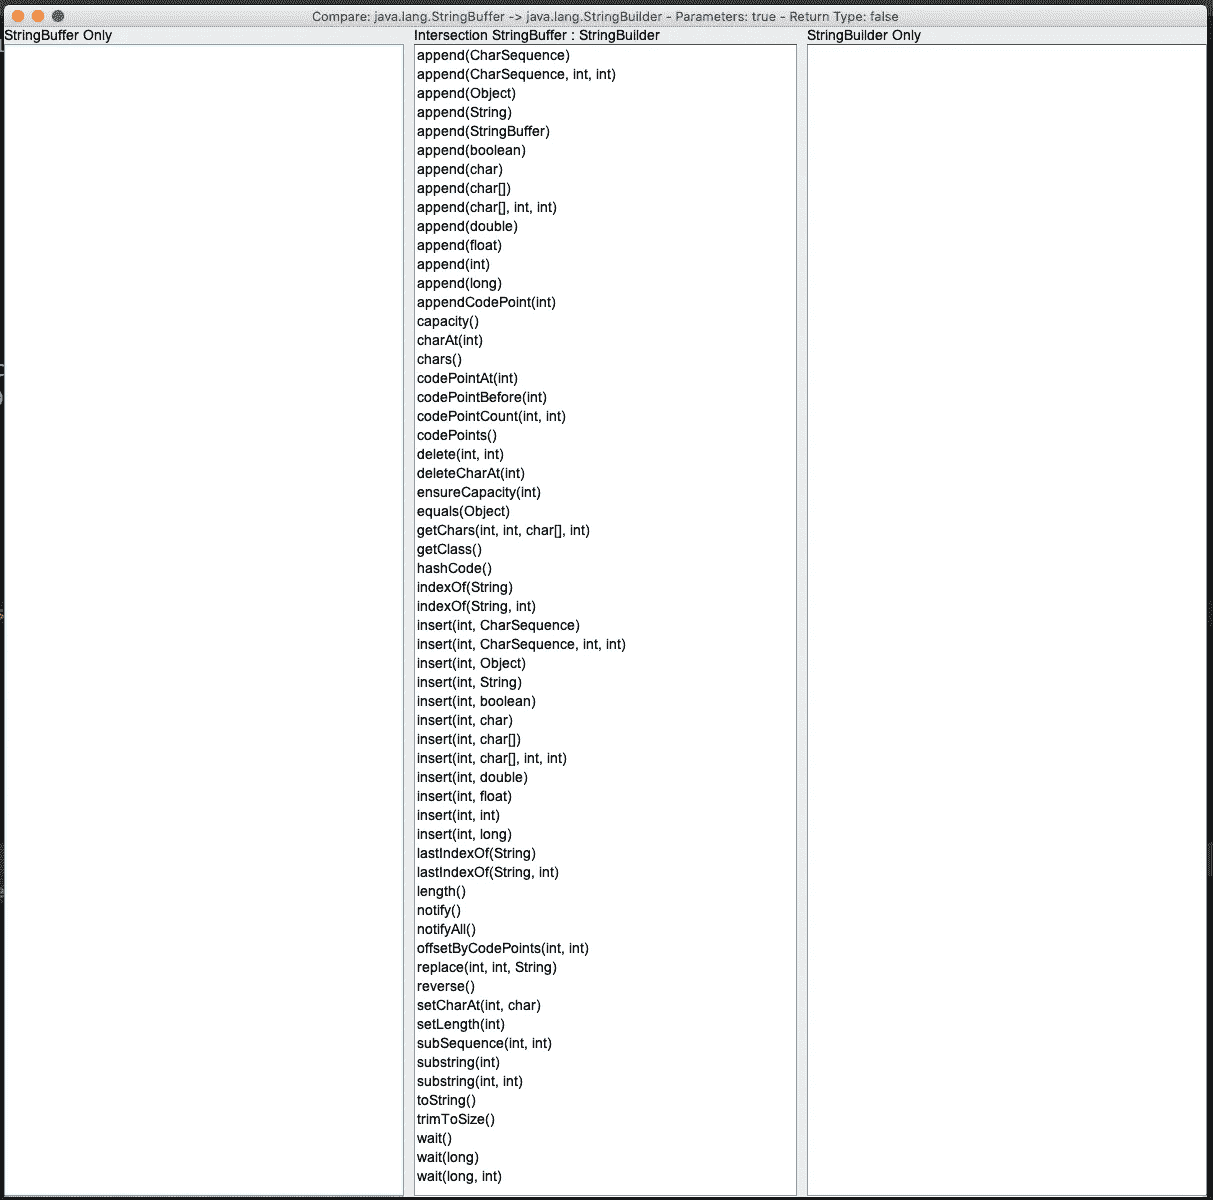 Compare: java.lang.StringBuffer -> java.lang.StringBuilder - Parameters: true - Return Type: false
StringBuffer Only
Intersection StringBuffer : StringBuilder
StringBuilder Only
append(CharSequence)
append(CharSequence, int, int)
append(Object)
append(String)
append(StringBuffer)
append(boolean)
append(char)
append(char[])
append(char[], int, int)
append(double)
append(float)
append(int)
append(long)
appendCodePoint(int)
capacity()
charAt(int)
chars()
codePointAt(int)
codePointBefore(int)
codePointCount(int, int)
codePoints()
delete(int, int)
deleteCharAt(int)
ensureCapacity(int)
equals(Object)
getChars(int, int, char[], int)
getClass()
hashCode()
indexOf(String)
indexOf(String, int)
insert(int, CharSequence)
insert(int, CharSequence, int, int)
insert(int, Object)
insert(int, String)
insert(int, boolean)
insert(int, char)
insert(int, char[])
insert(int, char[], int, int)
insert(int, double)
insert(int, float)
insert(int, int)
insert(int, long)
lastIndexOf(String)
lastIndexOf(String, int)
length()
notify()
notifyAll()
offsetByCodePoints(int, int)
replace(int, int, String)
reverse()
setCharAt(int, char)
setLength(int)
subSequence(int, int)
substring(int)
substring(int, int)
toString()
trimToSize()
wait()
wait(long)
wait(long, int)